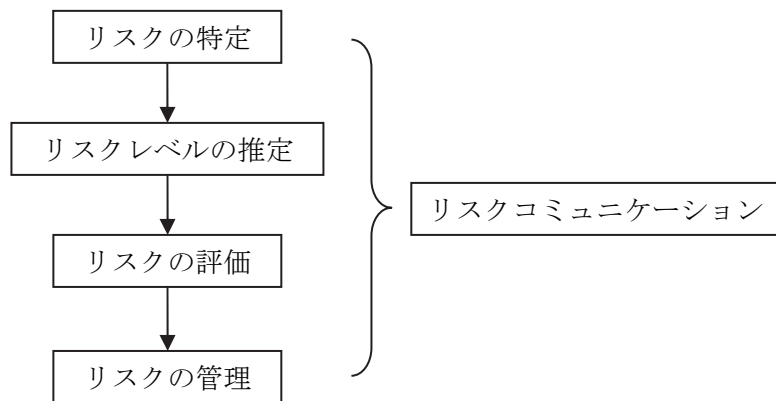 リスクの特定
リスクレベルの推定
リスクコミュニケーション
リスクの評価
リスクの管理